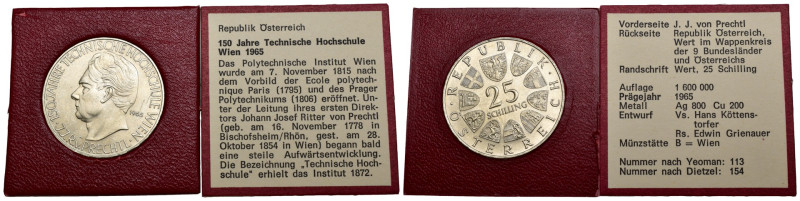 150 JAHRE TECHNISCHE HOCHSCHULE WIEN
1965
Republik Österreich
150 Jahre Technische Hochschule
Wien 1965
Das Polytechnische Institut Wien
wurde am 7. November 1815 nach
dem Vorbild der Ecole polytech-
nique Paris (1795) und des Prager
Polytechnikums (1806) eröffnet. Un-
ter der Leitung ihres ersten Direk-
tors Johann Josef Ritter von Prechtl
(geb. am 16. November 1778 in
Bischofsheim/Rhön, gest. am 28.
Oktober 1854 in Wien) begann bald
eine steile Aufwärtsentwicklung.
Die Bezeichnung „Technische Hoch-
schule" erhielt das Institut 1872.
REPUBLIK
ÖSTERREICH
25
SCHILLING
Vorderseite J. J. von Prechtl
Rückseite Republik Österreich,
Wert im Wappenkreis
der 9 Bundesländer
und Österreichs
Randschrift Wert, 25 Schilling
Auflage 1 600 000
Prägejahr 1965
Metall Ag 800 Cu 200
Entwurf Vs. Hans Köttens-
torfer
Rs. Edwin Grienauer
Münzstätte B = Wien
Nummer nach Yeoman: 113
Nummer nach Dietzel: 154